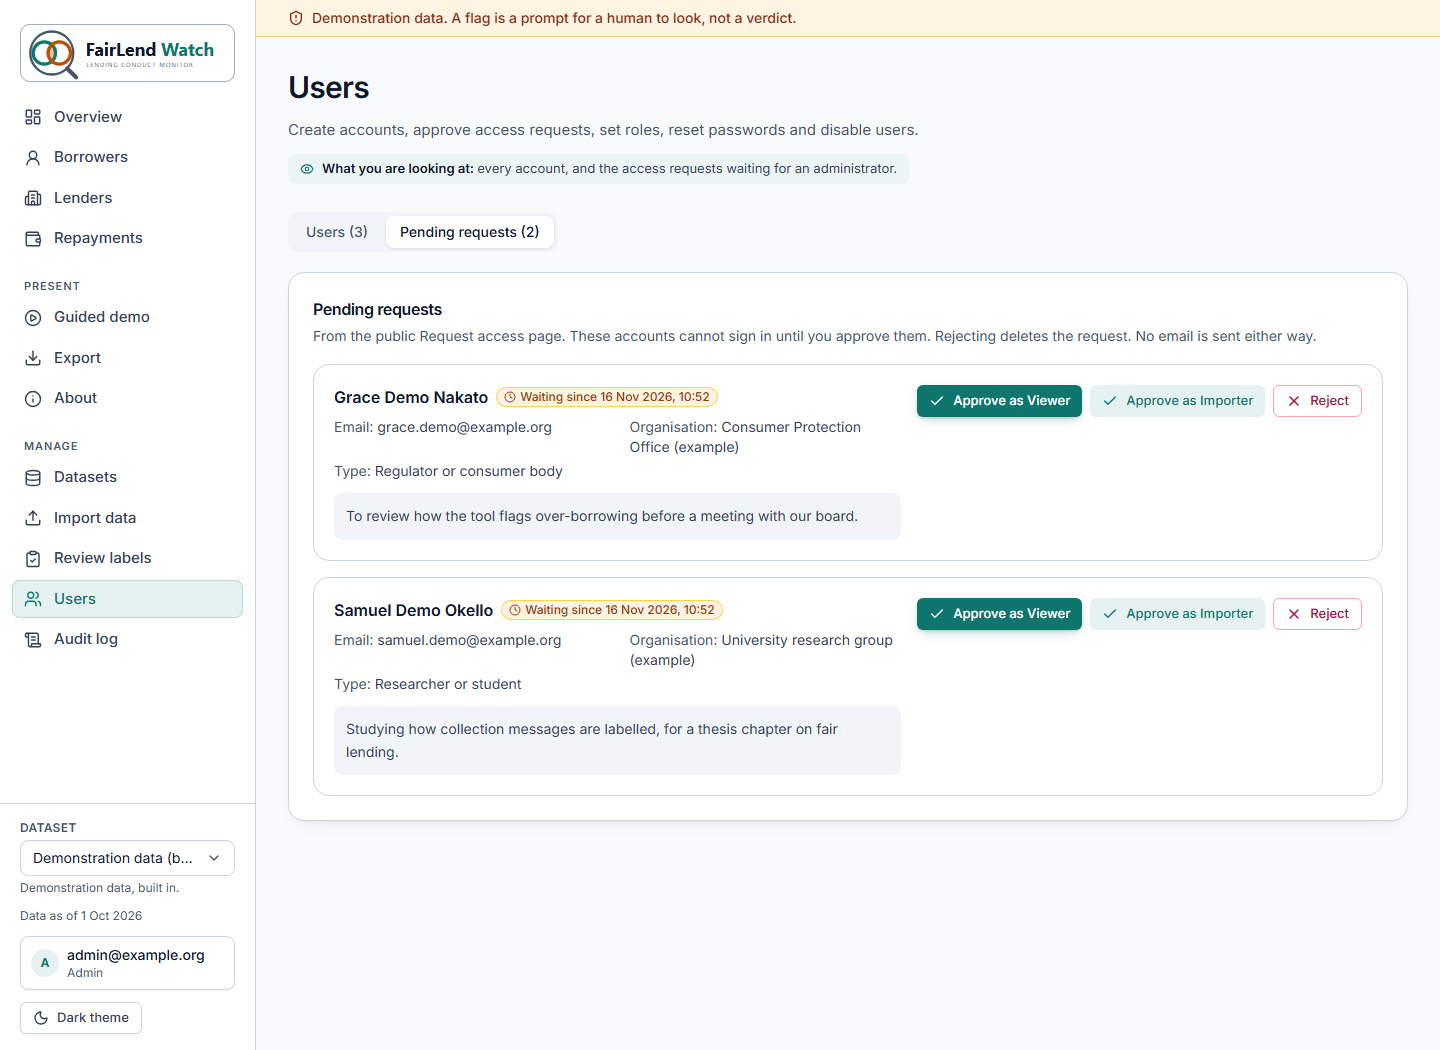 FairLend Watch
LENDING CONDUCT MONITOR
Overview
Borrowers
Lenders
Repayments
PRESENT
Guided demo
Export
About
MANAGE
Datasets
Import data
Review labels
Users
Audit log
DATASET
Demonstration data (b...
Demonstration data, built in.
Data as of 1 Oct 2026
A
admin@example.org
Admin
Dark theme
Demonstration data. A flag is a prompt for a human to look, not a verdict.
Users
Create accounts, approve access requests, set roles, reset passwords and disable users.
What you are looking at: every account, and the access requests waiting for an administrator.
Users (3)
Pending requests (2)
Pending requests
From the public Request access page. These accounts cannot sign in until you approve them. Rejecting deletes the request. No email is sent either way.
Grace Demo Nakato
Waiting since 16 Nov 2026, 10:52
Approve as Viewer
Approve as Importer
Reject
Email: grace.demo@example.org
Organisation: Consumer Protection
Office (example)
Type: Regulator or consumer body
To review how the tool flags over-borrowing before a meeting with our board.
Samuel Demo Okello
Waiting since 16 Nov 2026, 10:52
Approve as Viewer
Approve as Importer
Reject
Email: samuel.demo@example.org
Organisation: University research group
(example)
Type: Researcher or student
Studying how collection messages are labelled, for a thesis chapter on fair
lending.